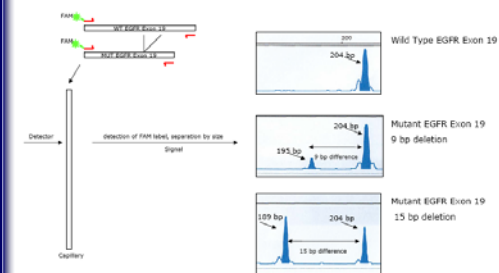 FAM
WT EGFR Exon 19
FAM
MUT EGFR Exon 19
Detector
detection of FAM label, separation by size
Signal
Capillary
200
204 bp
Wild Type EGFR Exon 19
204 bp
195 bp
9 bp difference
Mutant EGFR Exon 19
9 bp deletion
189 bp
204 bp
15 bp difference
Mutant EGFR Exon 19
15 bp deletion